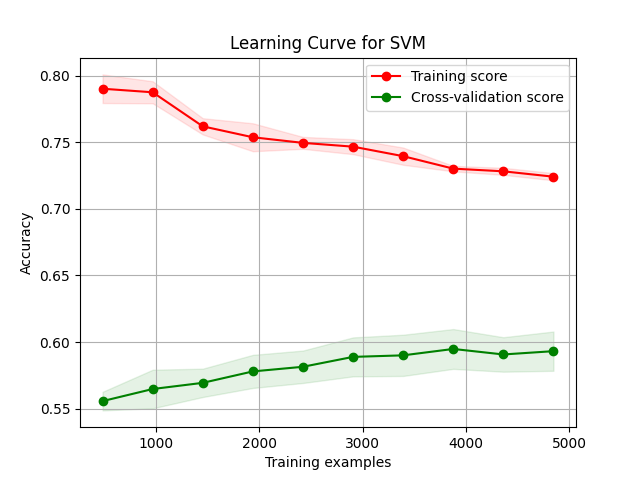 Learning Curve for SVM
Training score
Cross-validation score
0.80
0.75
0.70
0.65
0.60
0.55
Accuracy
1000 2000 3000 4000 5000
Training examples